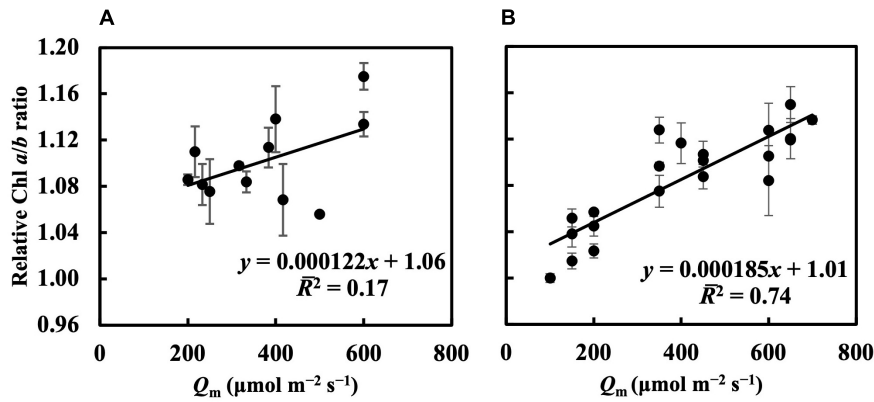 A
B
Relative Chl a/b ratio
1.20
1.16
1.12
1.08
1.04
1.00
0.96
y = 0.000122x + 1.06
R̅² = 0.17
y = 0.000185x + 1.01
R̅² = 0.74
0 200 400 600 800
0 200 400 600 800
Qm (µmol m⁻² s⁻¹)
Qm (µmol m⁻² s⁻¹)